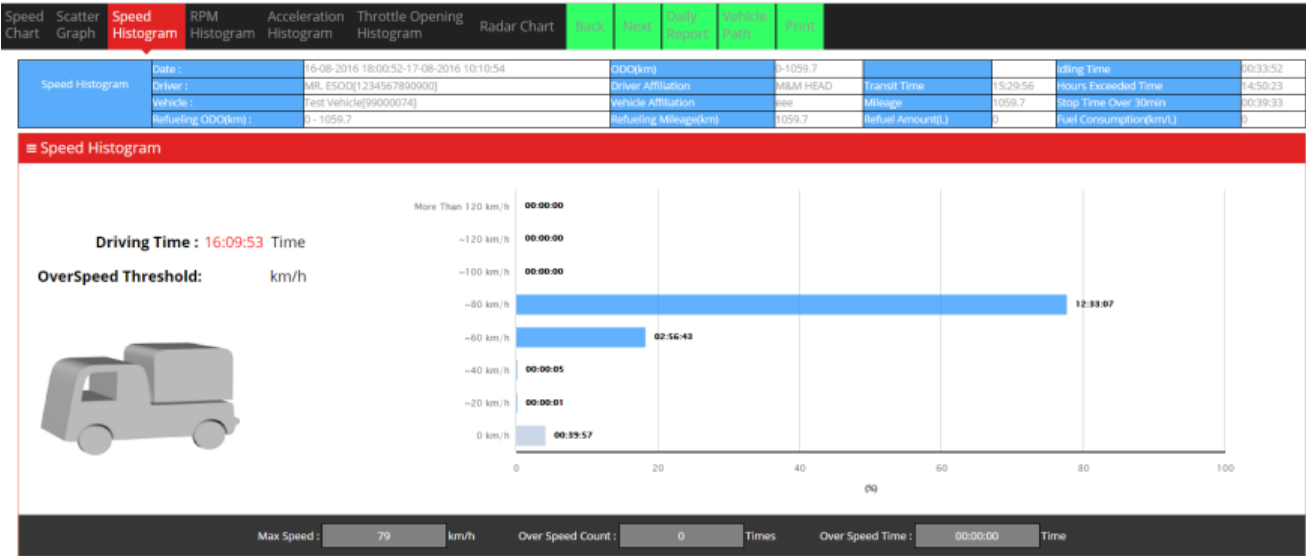 Speed Chart Scatter Graph Speed Histogram RPM Histogram Acceleration Histogram Throttle Opening Histogram Radar Chart Back Next Daily Report Vehicle Path Print
Speed Histogram
Date : 16-08-2016 18:00:52-17-08-2016 10:10:54 ODO(km) 0-1059.7 Idling Time 00:33:52
Driver : MR. ESOD[1234567890900] Driver Affiliation M&M HEAD Transit Time 15:29:56 Hours Exceeded Time 14:50:23
Vehicle : Test Vehicle[99000074] Vehicle Affiliation eee Mileage 1059.7 Stop Time Over 30min 00:39:33
Refueling ODO(km) : 0 - 1059.7 Refueling Mileage(km) 1059.7 Refuel Amount(L) 0 Fuel Consumption(km/L) 0
≡ Speed Histogram
Driving Time : 16:09:53 Time
OverSpeed Threshold: km/h
More Than 120 km/h 00:00:00
~120 km/h 00:00:00
~100 km/h 00:00:00
~80 km/h 12:33:07
~60 km/h 02:56:43
~40 km/h 00:00:05
~20 km/h 00:00:01
0 km/h 00:39:57
0 20 40 60 80 100
(%)
Max Speed : 79 km/h Over Speed Count : 0 Times Over Speed Time : 00:00:00 Time